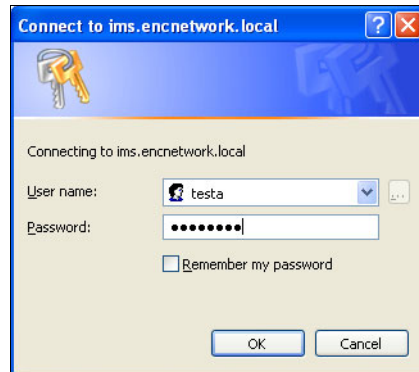 Connect to ims.encnetwork.local
Connecting to ims.encnetwork.local
User name: testa ...
Password: ••••••••
Remember my password
OK Cancel